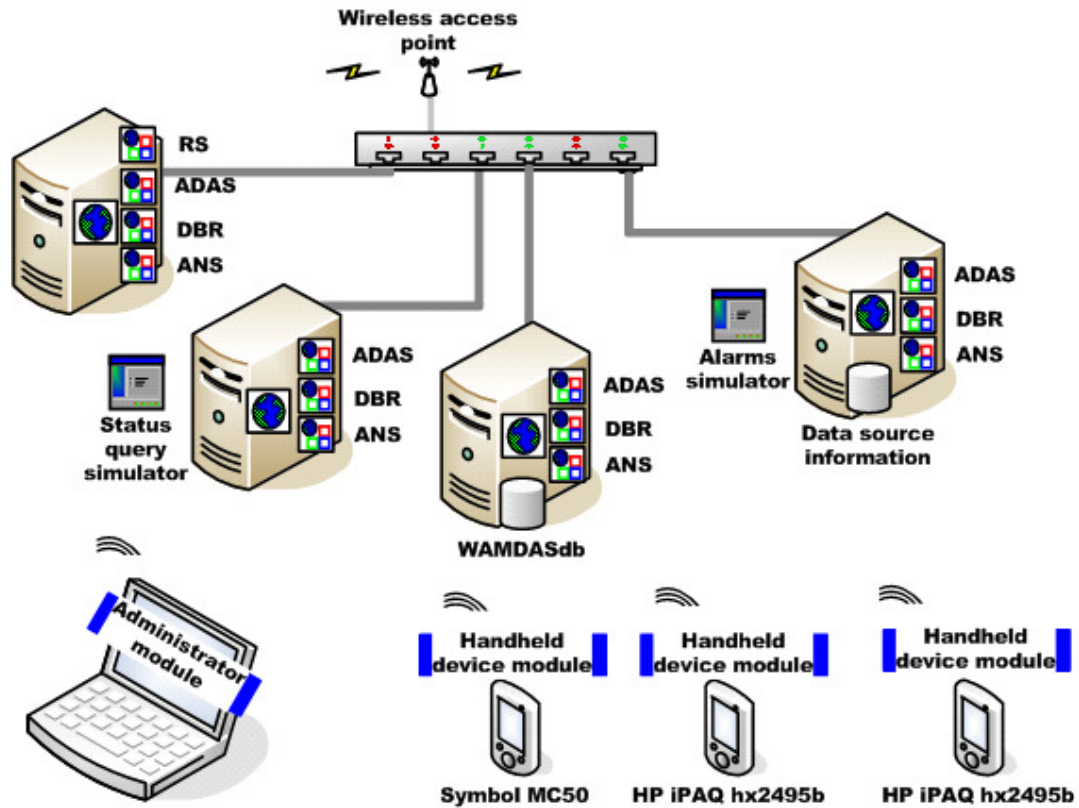 Wireless access
point
RS
ADAS
DBR
ANS
ADAS
DBR
ANS
Status
query
simulator
ADAS
DBR
ANS
WAMDASdb
Alarms
simulator
ADAS
DBR
ANS
Data source
information
Administrator
module
Handheld
device module
Symbol MC50
Handheld
device module
HP iPAQ hx2495b
Handheld
device module
HP iPAQ hx2495b